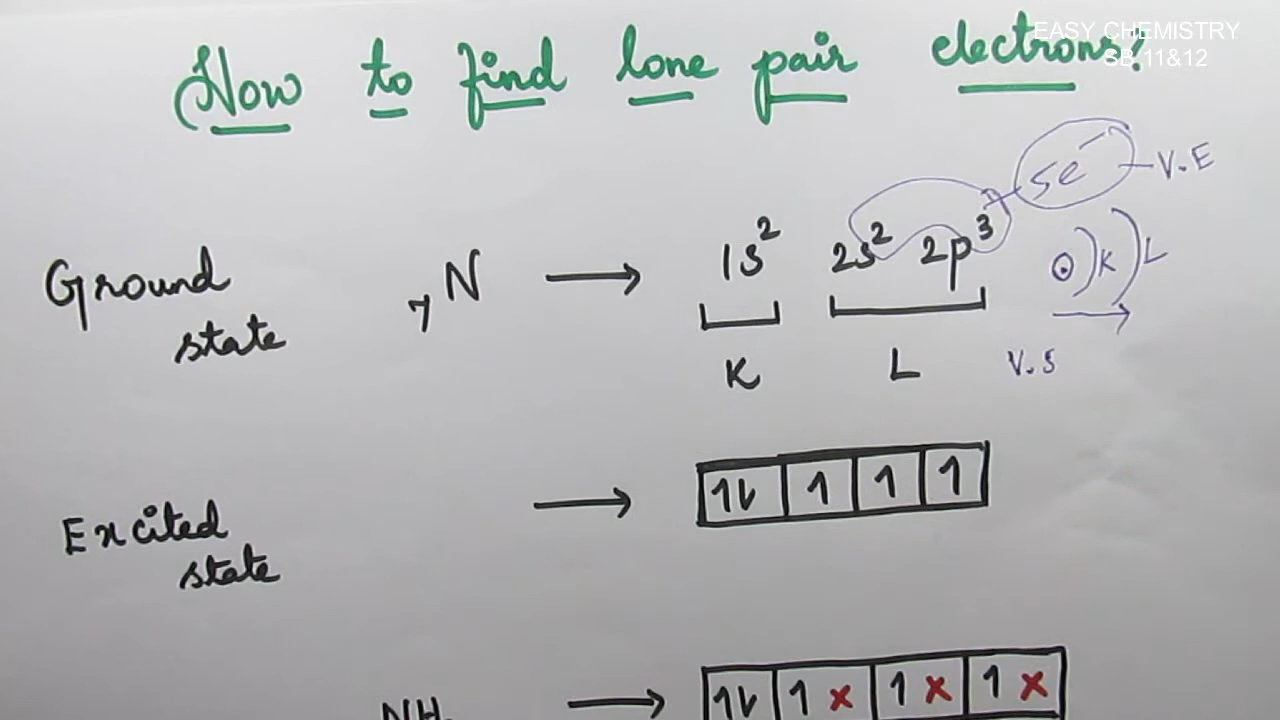 EASY CHEMISTRY
SB 11&12
How to find lone pair electrons?
5e⁻ — V.E
Ground state
₇N → 1s² 2s² 2p³
K L
K L
V.S
Excited state
→ 1↓ 1 1 1
NH → 1↓ 1 x 1 x 1 x